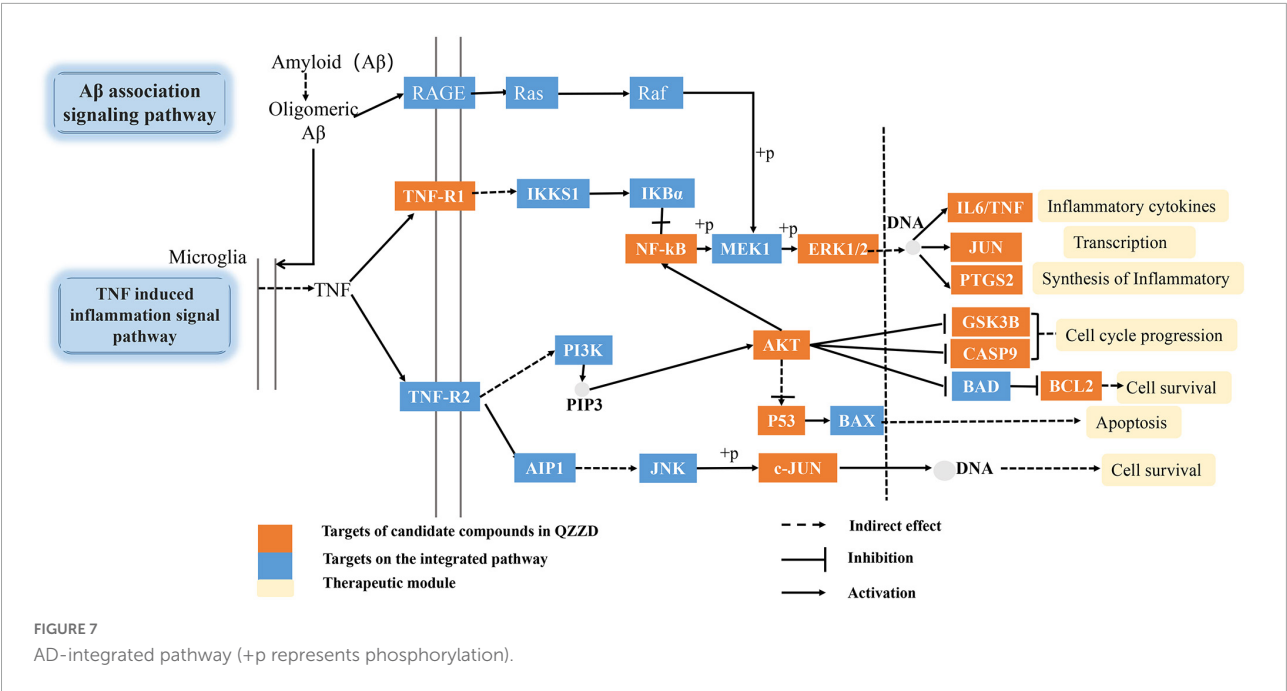 Aβ association
signaling pathway
Amyloid (Aβ)
Oligomeric
Aβ
RAGE
Ras
Raf
+p
TNF-R1
IKKS1
IKBα
NF-kB
+p
MEK1
+p
ERK1/2
DNA
IL6/TNF
Inflammatory cytokines
JUN
Transcription
PTGS2
Synthesis of Inflammatory
Microglia
TNF
TNF induced
inflammation signal
pathway
TNF-R2
PI3K
PIP3
AKT
GSK3B
CASP9
Cell cycle progression
BAD
BCL2
Cell survival
P53
BAX
Apoptosis
AIP1
JNK
+p
c-JUN
DNA
Cell survival
Targets of candidate compounds in QZZD
Targets on the integrated pathway
Therapeutic module
Indirect effect
Inhibition
Activation
FIGURE 7
AD-integrated pathway (+p represents phosphorylation).